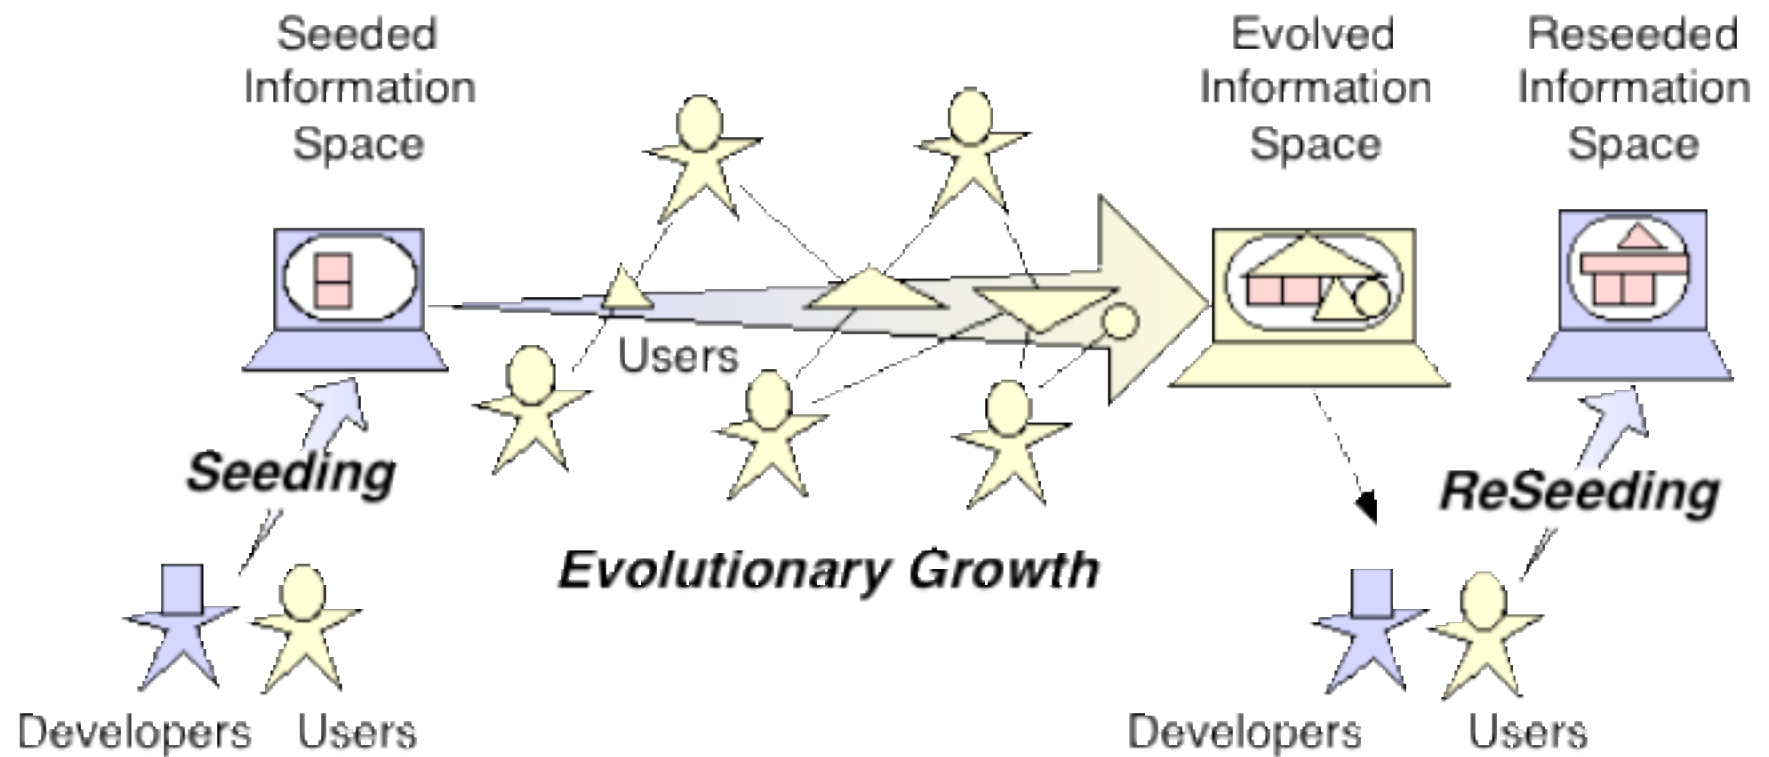 Seeded
Information
Space
Evolved
Information
Space
Reseeded
Information
Space
Users
Seeding
ReSeeding
Evolutionary Growth
Developers
Users
Developers
Users